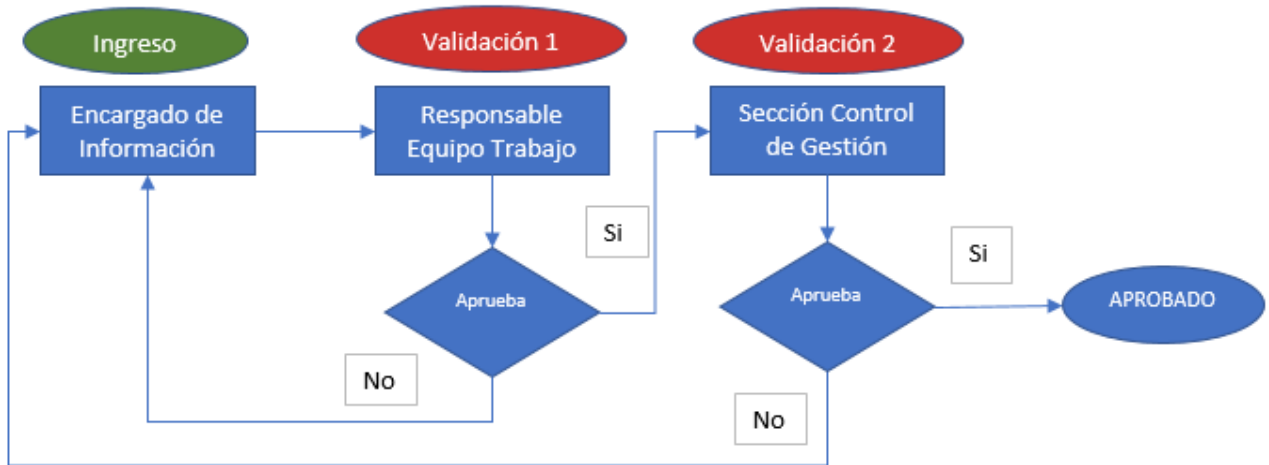 Ingreso
Validación 1
Validación 2
Encargado de
Información
Responsable
Equipo Trabajo
Sección Control
de Gestión
Si
Si
Aprueba
Aprueba
APROBADO
No
No